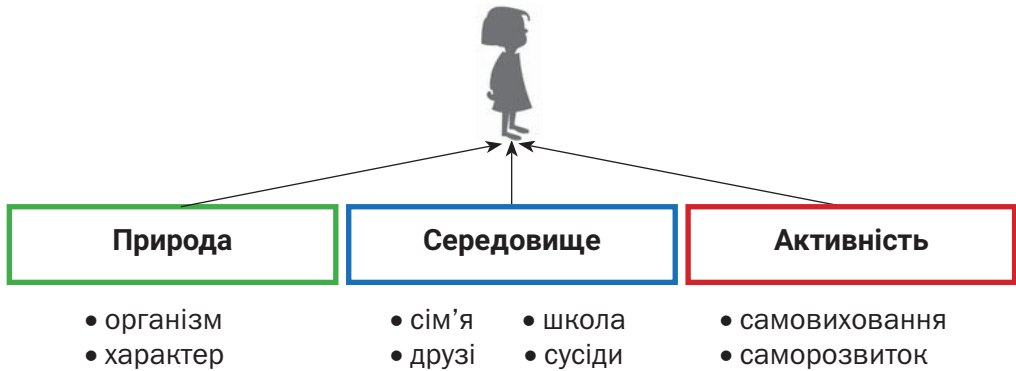 Природа
Середовище
Активність
• організм
• характер
• сім’я • школа
• друзі • сусіди
• самовиховання
• саморозвиток